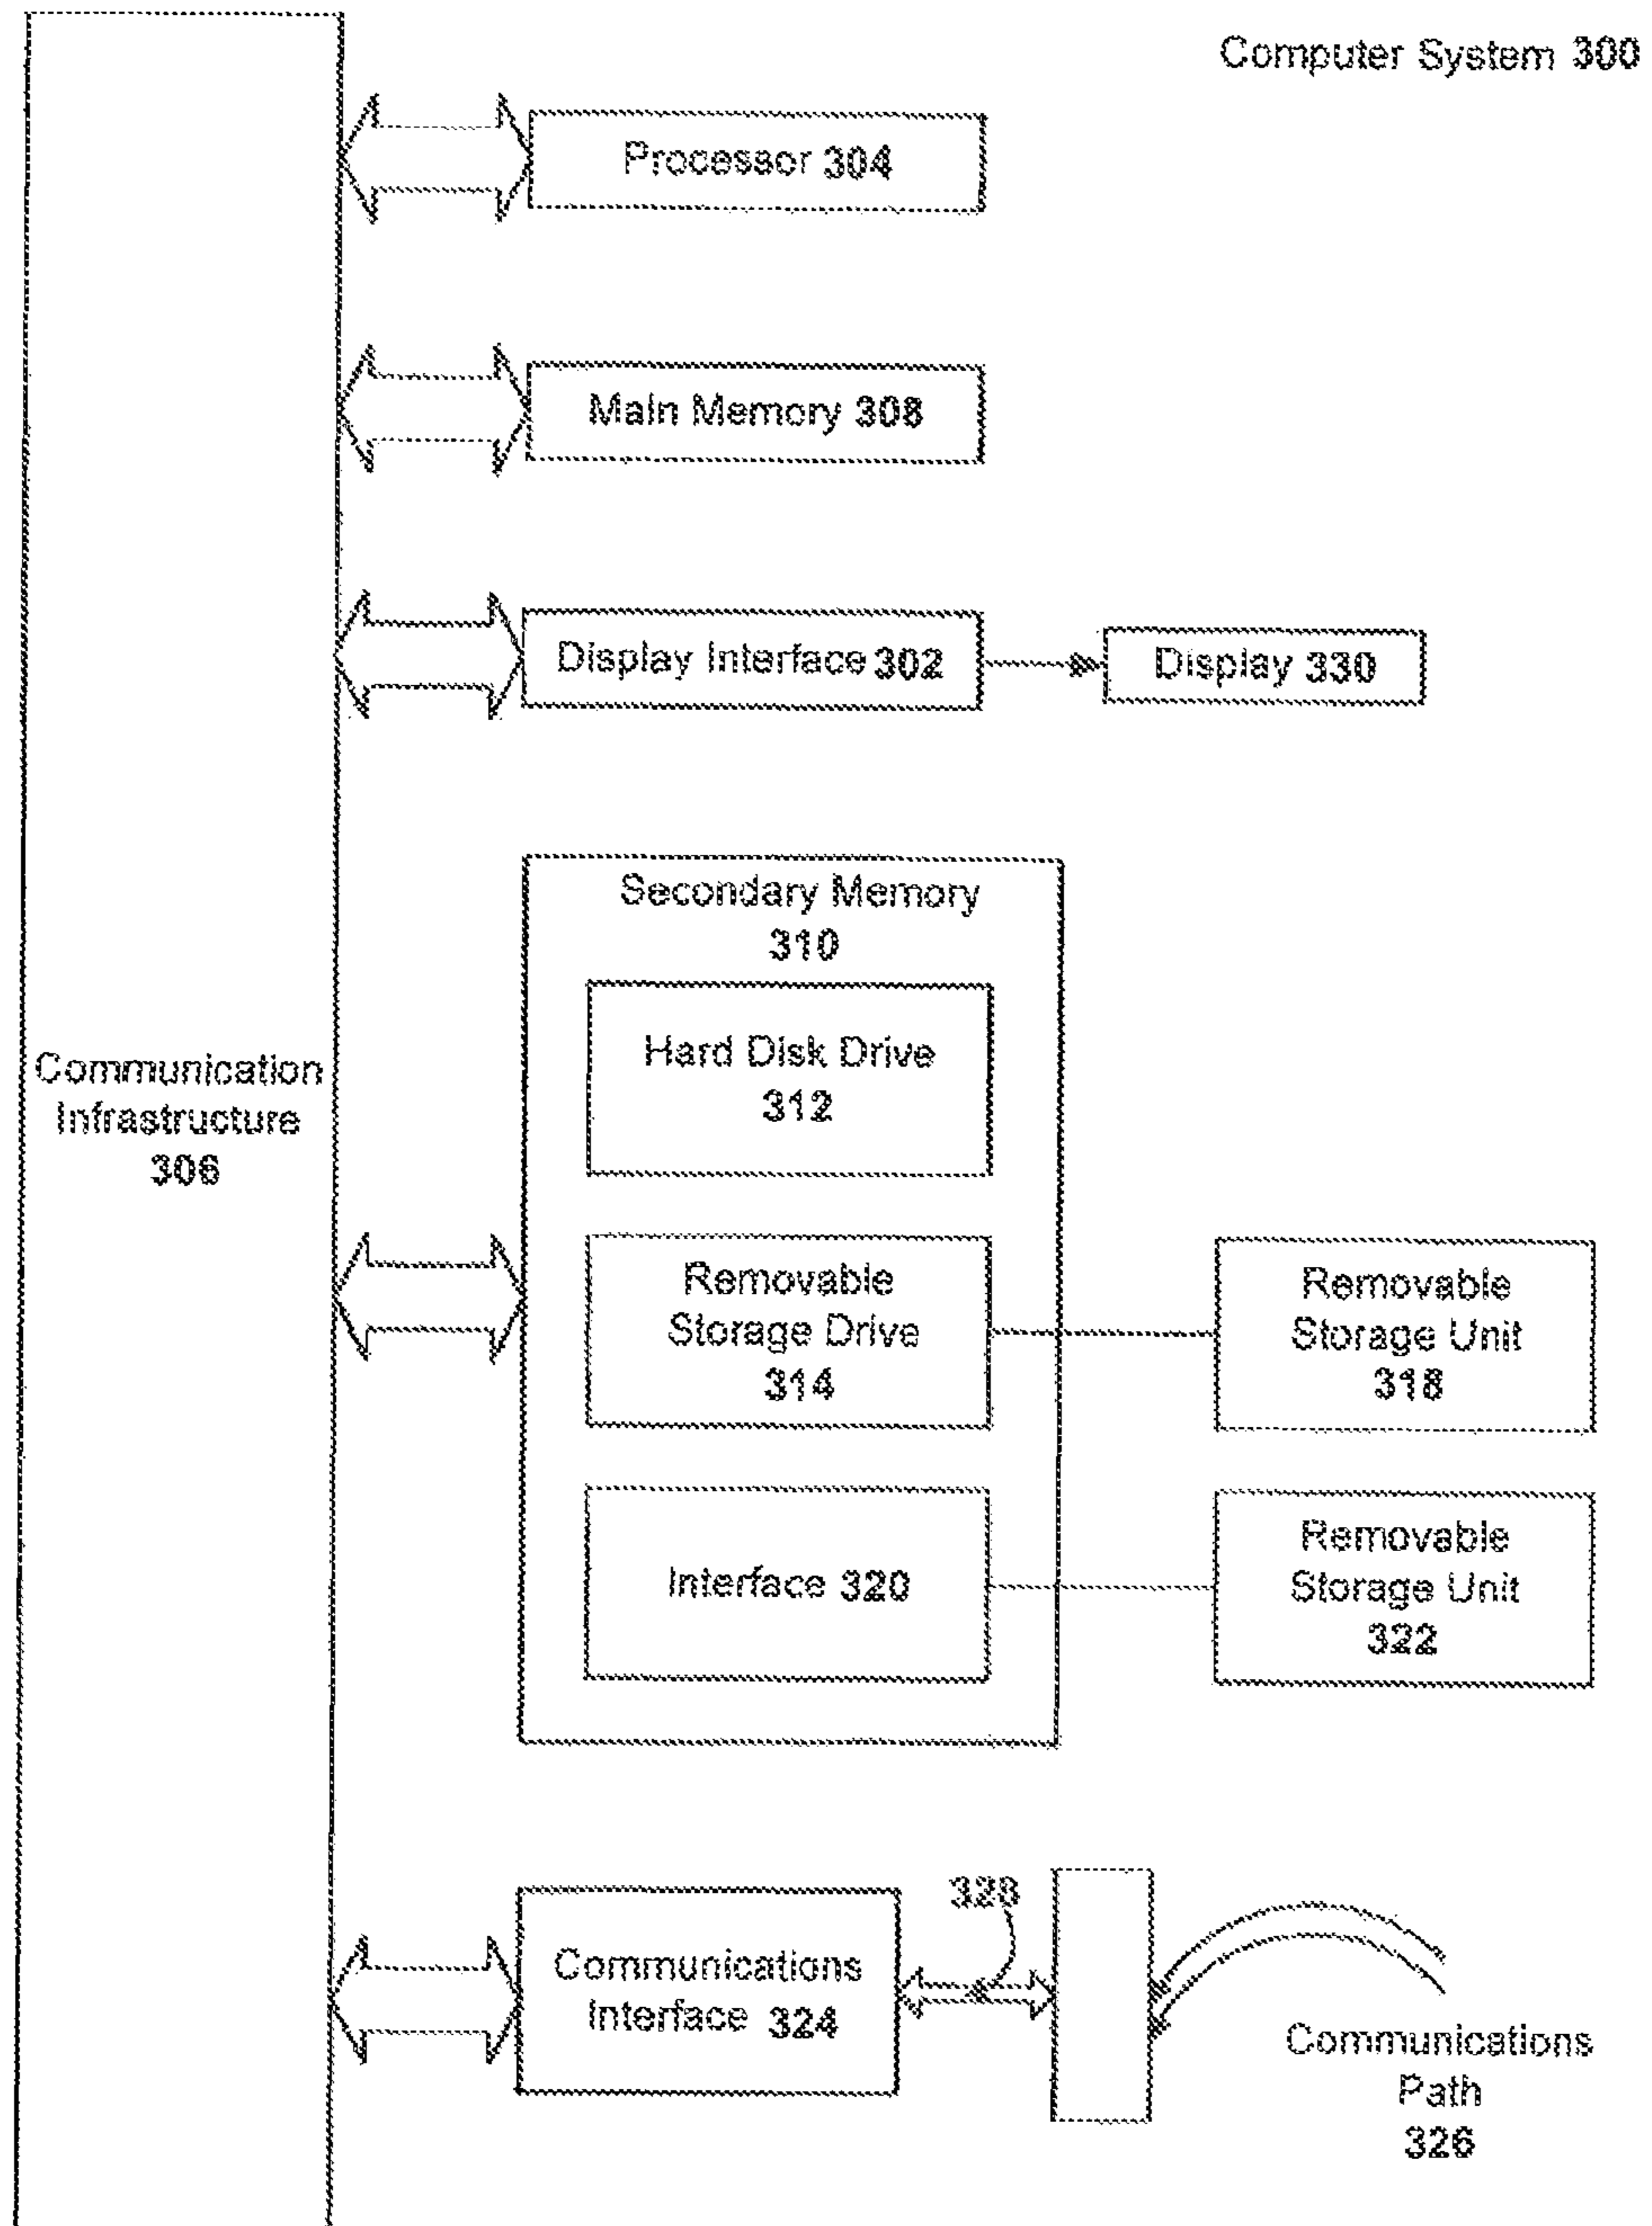 Computer System 300
Processor 304
Main Memory 308
Display Interface 302
Display 330
Secondary Memory
310
Hard Disk Drive
312
Communication
Infrastructure
306
Removable
Storage Drive
314
Removable
Storage Unit
318
Interface 320
Removable
Storage Unit
322
328
Communications
Interface 324
Communications
Path
326